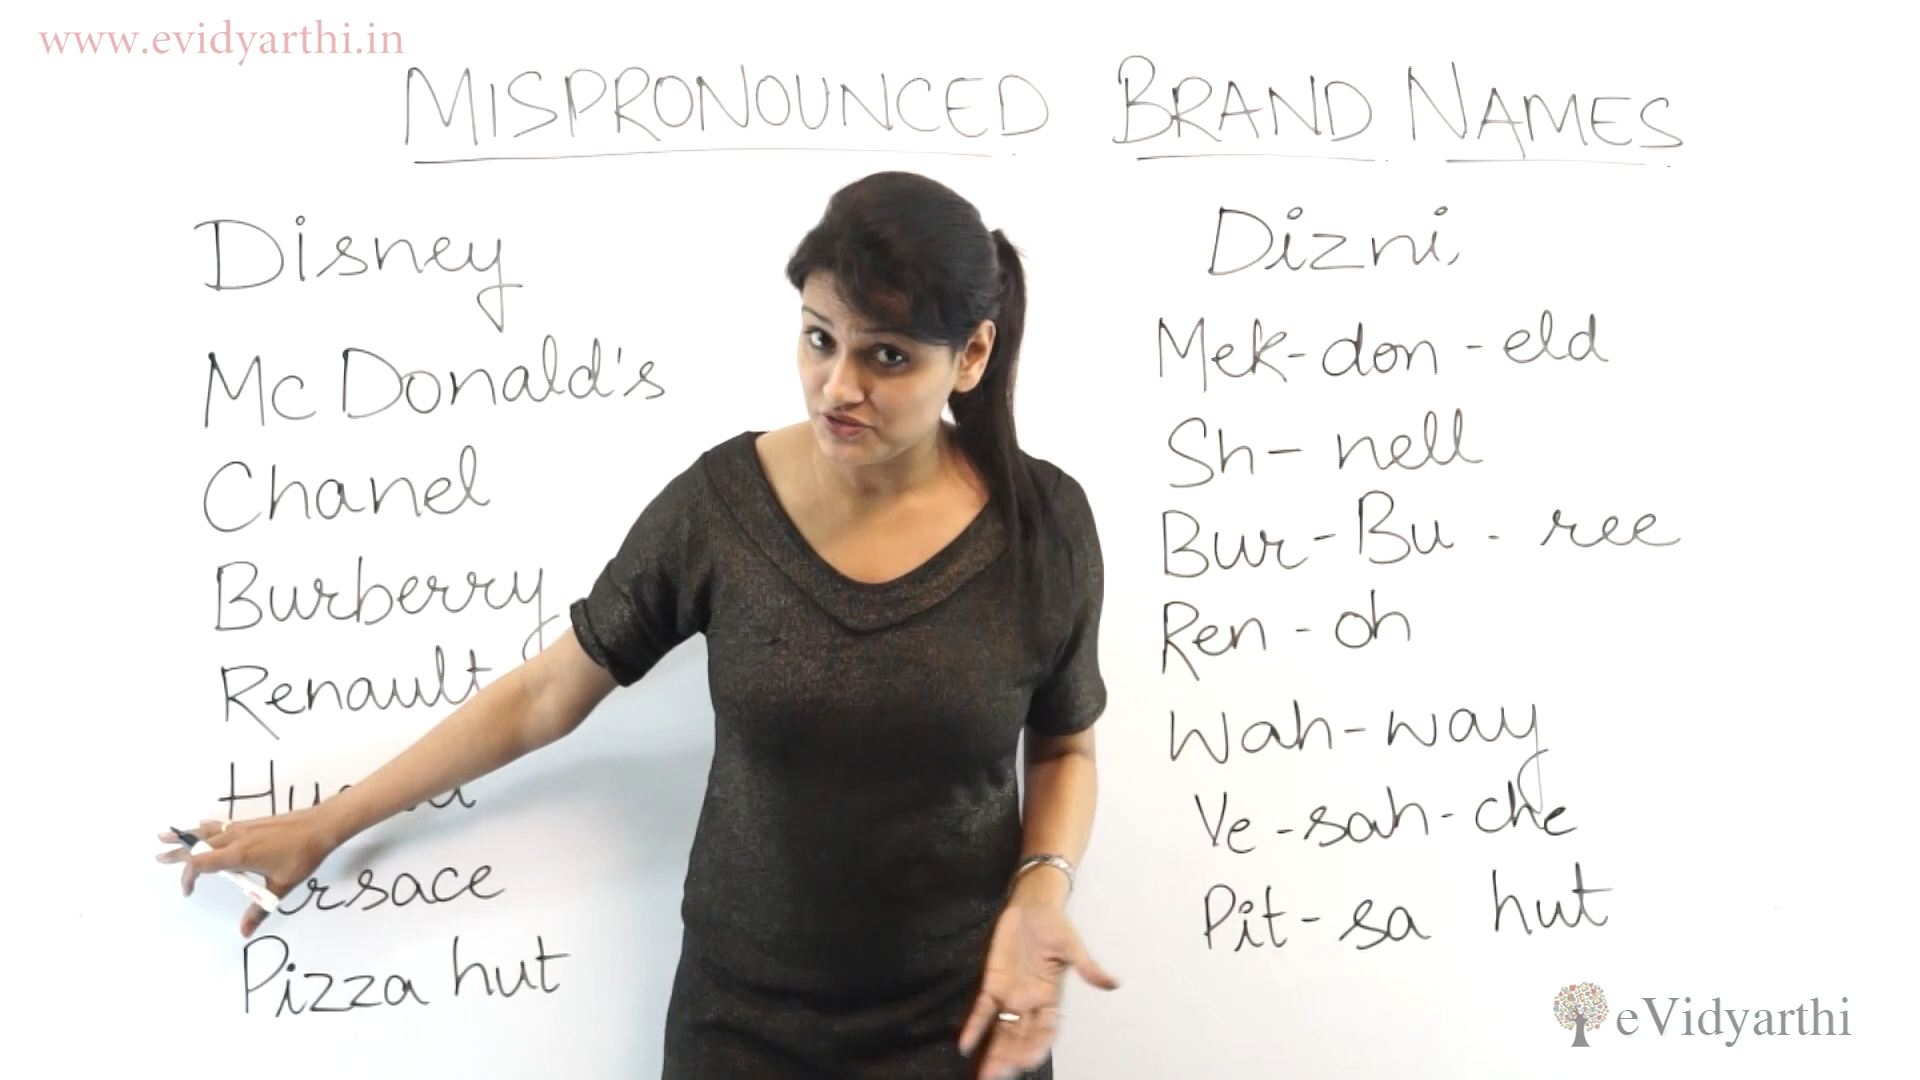 www.evidyarthi.in
MISPRONOUNCED BRAND NAMES
Disney Dizni
McDonald's Mek-don-eld
Chanel Sh-nell
Burberry Bur-Bu-ree
Renault Ren-oh
Wah-way
Ve-sah-che
Pizza hut Pit-sa hut
eVidyarthi